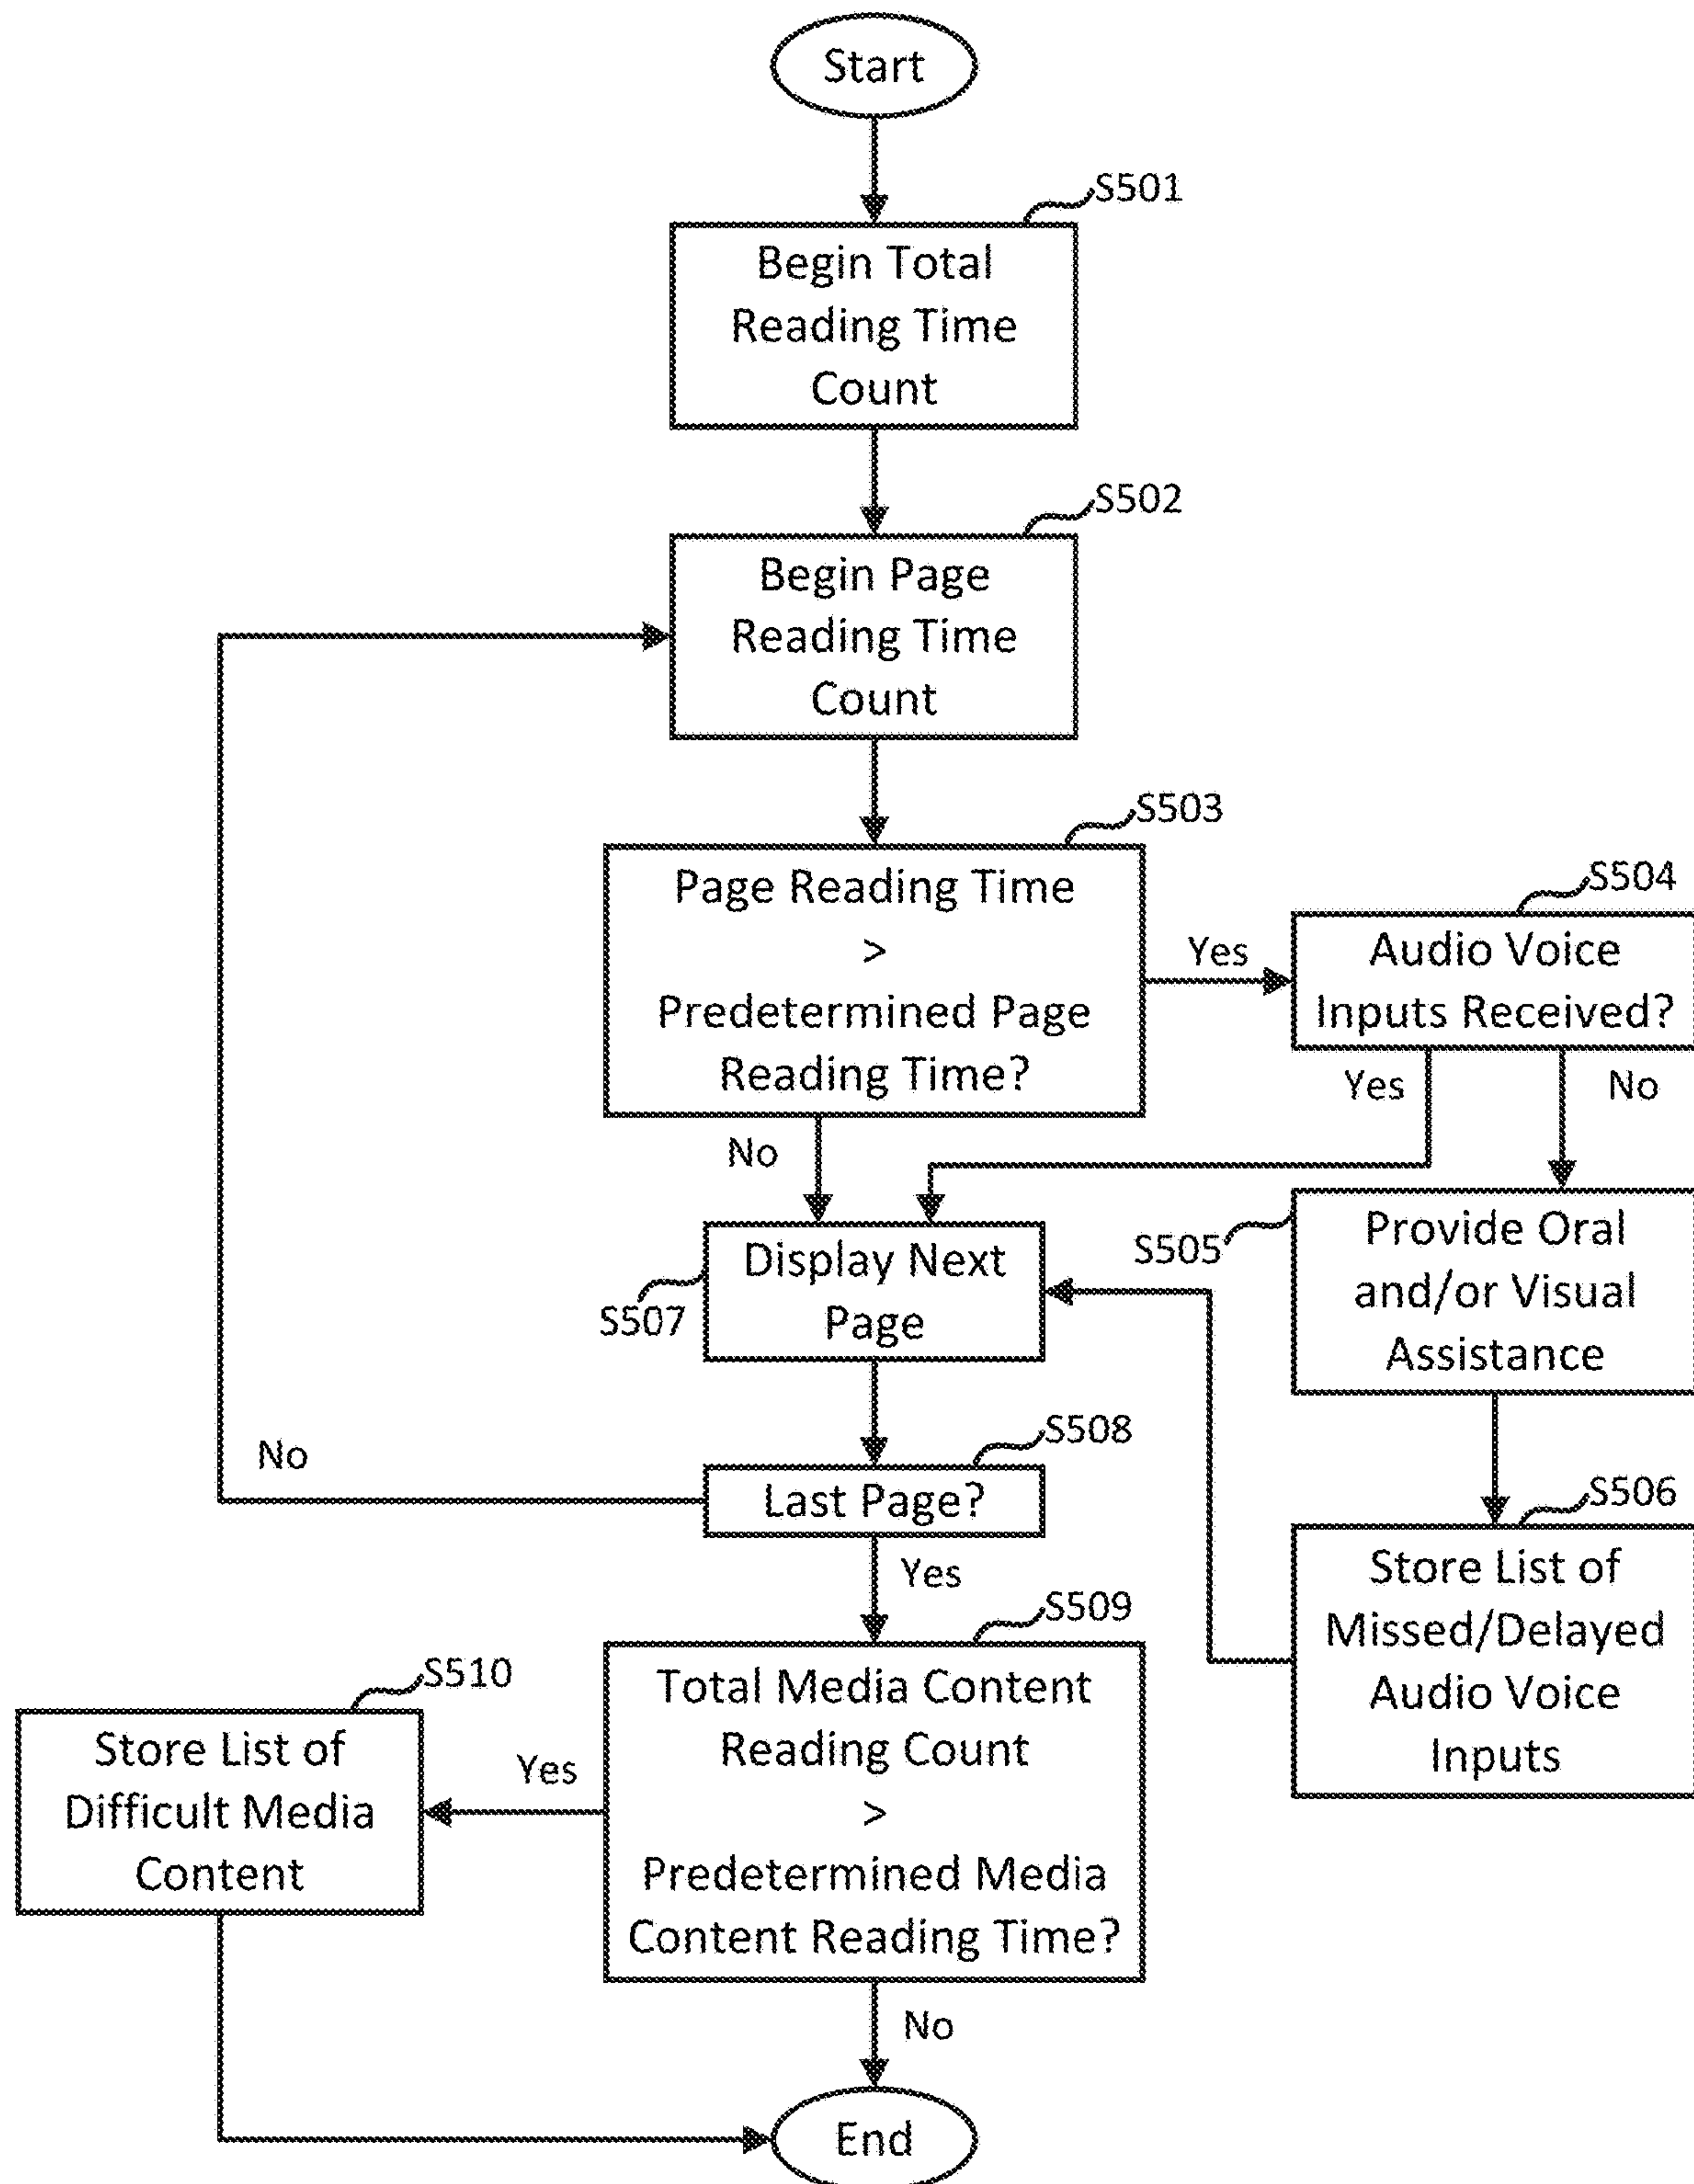 Start
S501
Begin Total
Reading Time
Count
S502
Begin Page
Reading Time
Count
S503
Page Reading Time
>
Predetermined Page
Reading Time?
Yes
No
S504
Audio Voice
Inputs Received?
Yes
No
S505
Provide Oral
and/or Visual
Assistance
S506
Store List of
Missed/Delayed
Audio Voice
Inputs
S507
Display Next
Page
S508
Last Page?
No
Yes
S509
Total Media Content
Reading Count
>
Predetermined Media
Content Reading Time?
Yes
No
S510
Store List of
Difficult Media
Content
End